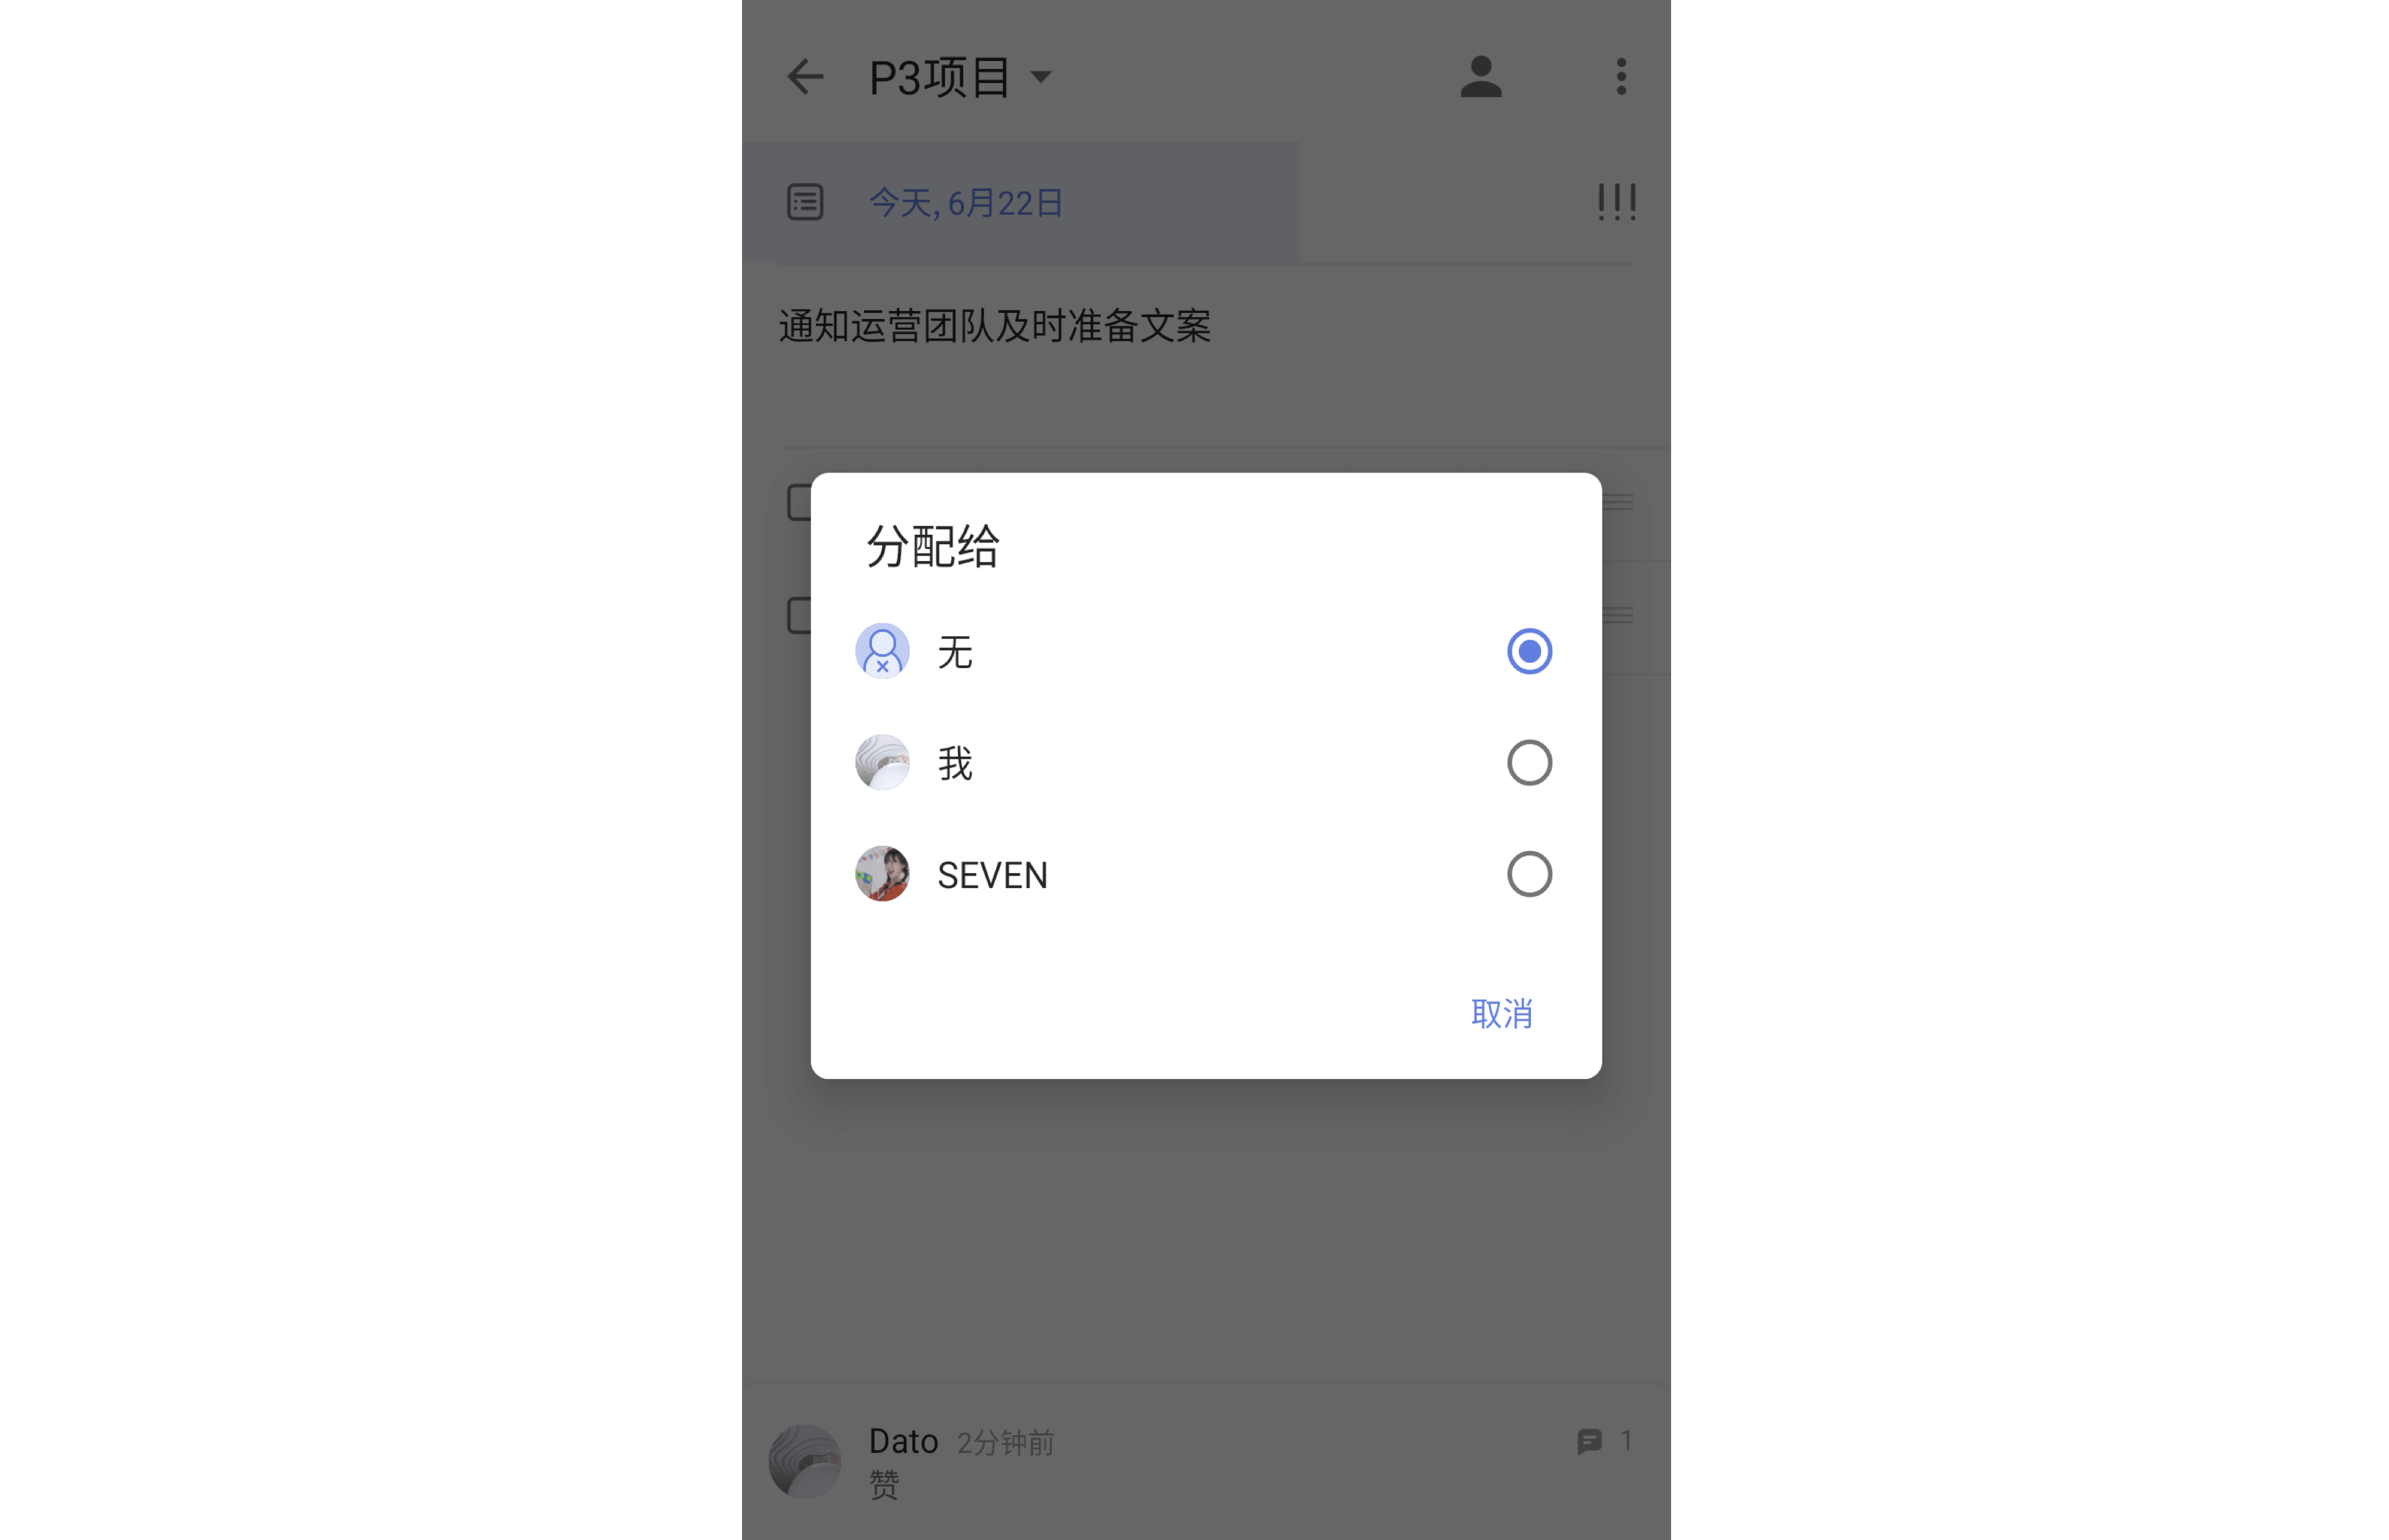 P3项目
今天, 6月22日
通知运营团队及时准备文案
分配给
无
我
SEVEN
取消
Dato 2分钟前
1
赞